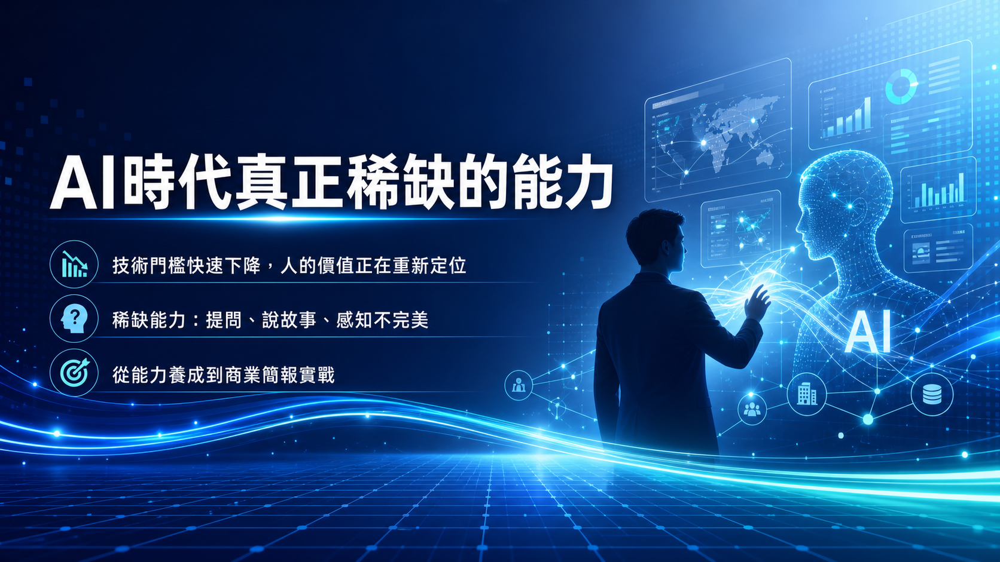 AI時代真正稀缺的能力
技術門檻快速下降，人的價值正在重新定位
稀缺能力：提問、說故事、感知不完美
從能力養成到商業簡報實戰
AI